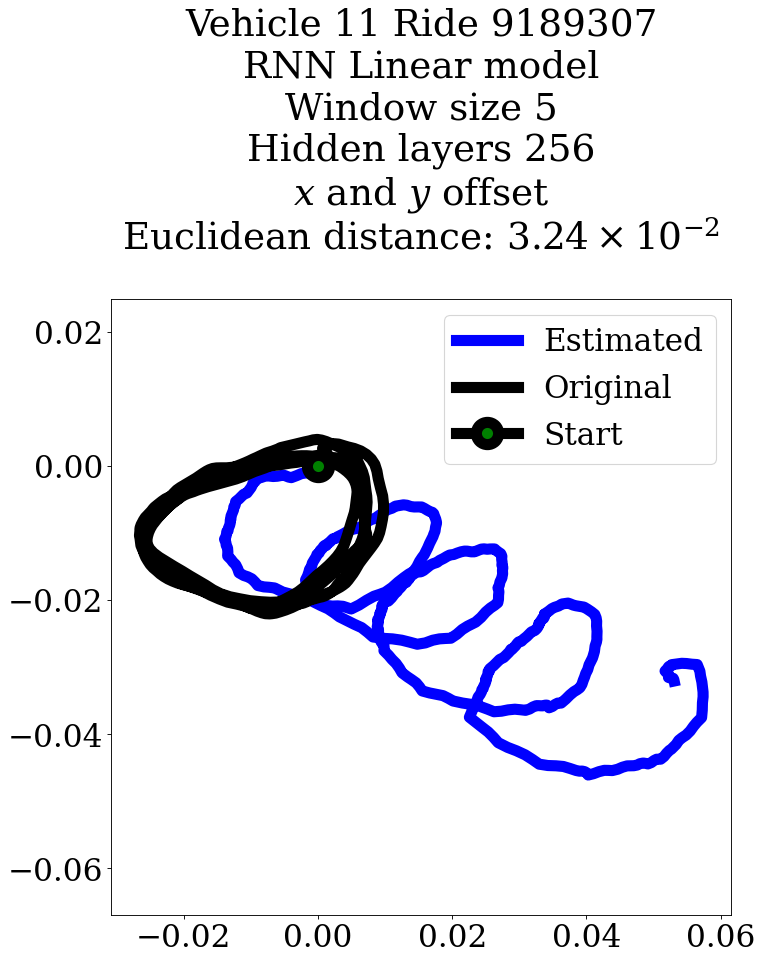 Vehicle 11 Ride 9189307
RNN Linear model
Window size 5
Hidden layers 256
x and y offset
Euclidean distance: 3.24 × 10⁻²
Estimated
Original
Start
0.02
0.00
−0.02
−0.04
−0.06
−0.02 0.00 0.02 0.04 0.06